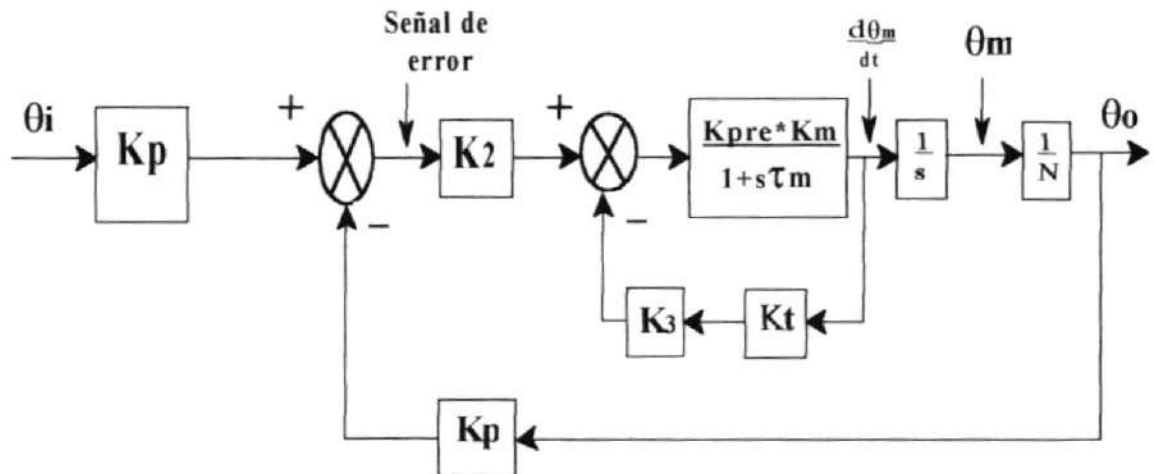 Señal de
error
dθm
dt
θm
θi
Kp
+
K2
+
Kpre*Km
1+sτm
1
s
1
N
θo
−
−
K3
Kt
Kp